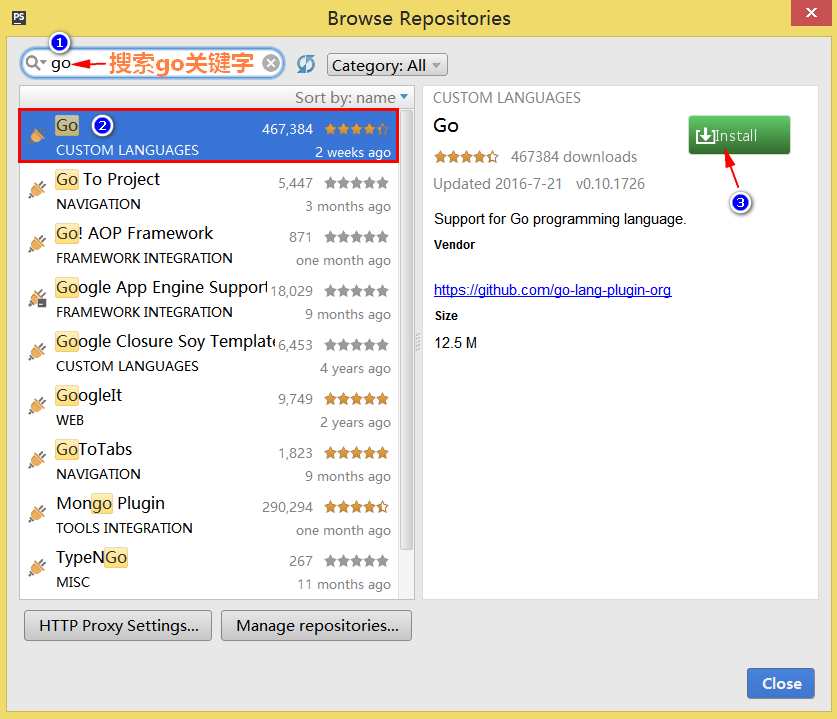 PS
Browse Repositories
1
go 搜索go关键字
Category: All
Sort by: name
Go 2 467,384
CUSTOM LANGUAGES 2 weeks ago
Go To Project 5,447
NAVIGATION 3 months ago
Go! AOP Framework 871
FRAMEWORK INTEGRATION one month ago
Google App Engine Support 18,029
FRAMEWORK INTEGRATION 9 months ago
Google Closure Soy Template 6,453
CUSTOM LANGUAGES 4 years ago
GoogleIt 9,749
WEB 2 years ago
GoToTabs 1,823
NAVIGATION 9 months ago
Mongo Plugin 290,294
TOOLS INTEGRATION one month ago
TypeNGo 267
MISC 11 months ago
CUSTOM LANGUAGES
Go
Install
467384 downloads
Updated 2016-7-21 v0.10.1726
3
Support for Go programming language.
Vendor
https://github.com/go-lang-plugin-org
Size
12.5 M
HTTP Proxy Settings... Manage repositories...
Close